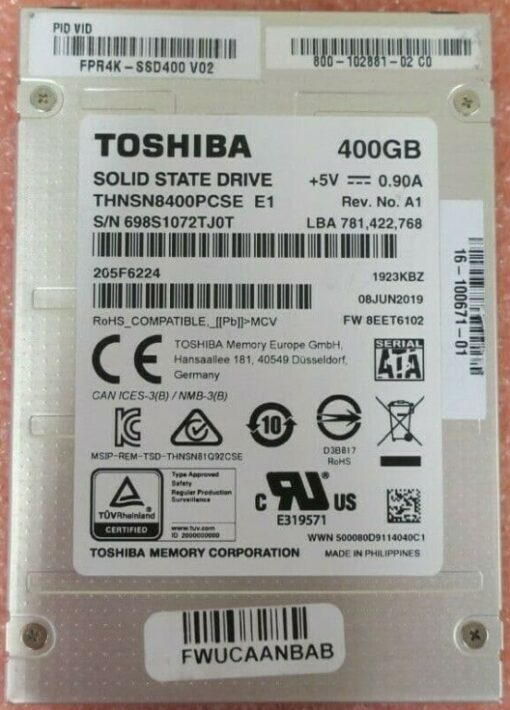 PID VID
FPR4K-SSD400 V02
800-102881-02 C0
TOSHIBA 400GB
SOLID STATE DRIVE +5V 0.90A
THNSN8400PCSE E1 Rev. No. A1
S/N 698S1072TJ0T LBA 781,422,768
205F6224 1923KBZ
08JUN2019
RoHS_COMPATIBLE,_[[Pb]]>MCV FW 8EET6102
16-100671-01
CE TOSHIBA Memory Europe GmbH,
Hansaallee 181, 40549 Düsseldorf,
Germany
SERIAL
ATA
CAN ICES-3(B) / NMB-3(B)
10
D3B817
RoHS
MSIP-REM-TSD-THNSN81Q92CSE
TÜVRheinland
CERTIFIED
Type Approved
Safety
Regular Production
Surveillance
www.tuv.com
ID 2000000000
C RU US
E319571
WWN 500080D9114040C1
TOSHIBA MEMORY CORPORATION MADE IN PHILIPPINES
FWUCAANBAB